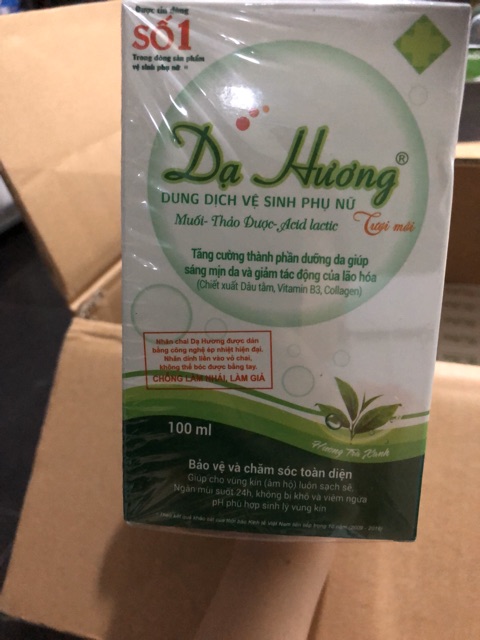 Được xếp hạng
SỐ 1
Trong dòng sản phẩm
vệ sinh phụ nữ *
Dạ Hương®
DUNG DỊCH VỆ SINH PHỤ NỮ
Muối- Thảo Dược-Acid lactic Tươi mới
Tăng cường thành phần dưỡng da giúp
sáng mịn da và giảm tác động của lão hóa
(Chiết xuất Dâu tằm, Vitamin B3, Collagen)
Nhãn chai Dạ Hương được dán
bằng công nghệ ép nhiệt hiện đại.
Nhãn dính liền vào vỏ chai,
không thể bóc được bằng tay.
CHỐNG LÀM NHÁI, LÀM GIẢ
100 ml
Hương Trà Xanh
Bảo vệ và chăm sóc toàn diện
Giúp cho vùng kín (âm hộ) luôn sạch sẽ,
Ngăn mùi suốt 24h, không bị khô và viêm ngứa
pH phù hợp sinh lý vùng kín